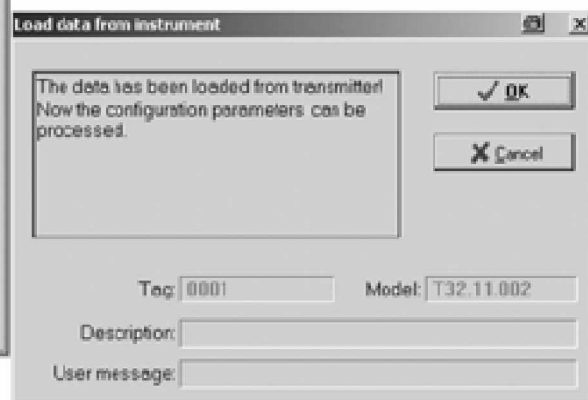 Load data from instrument
The data has been loaded from transmitter!
Now the configuration parameters can be
processed.
OK
Cancel
Tag: 0001 Model: T32.11.002
Description:
User message: